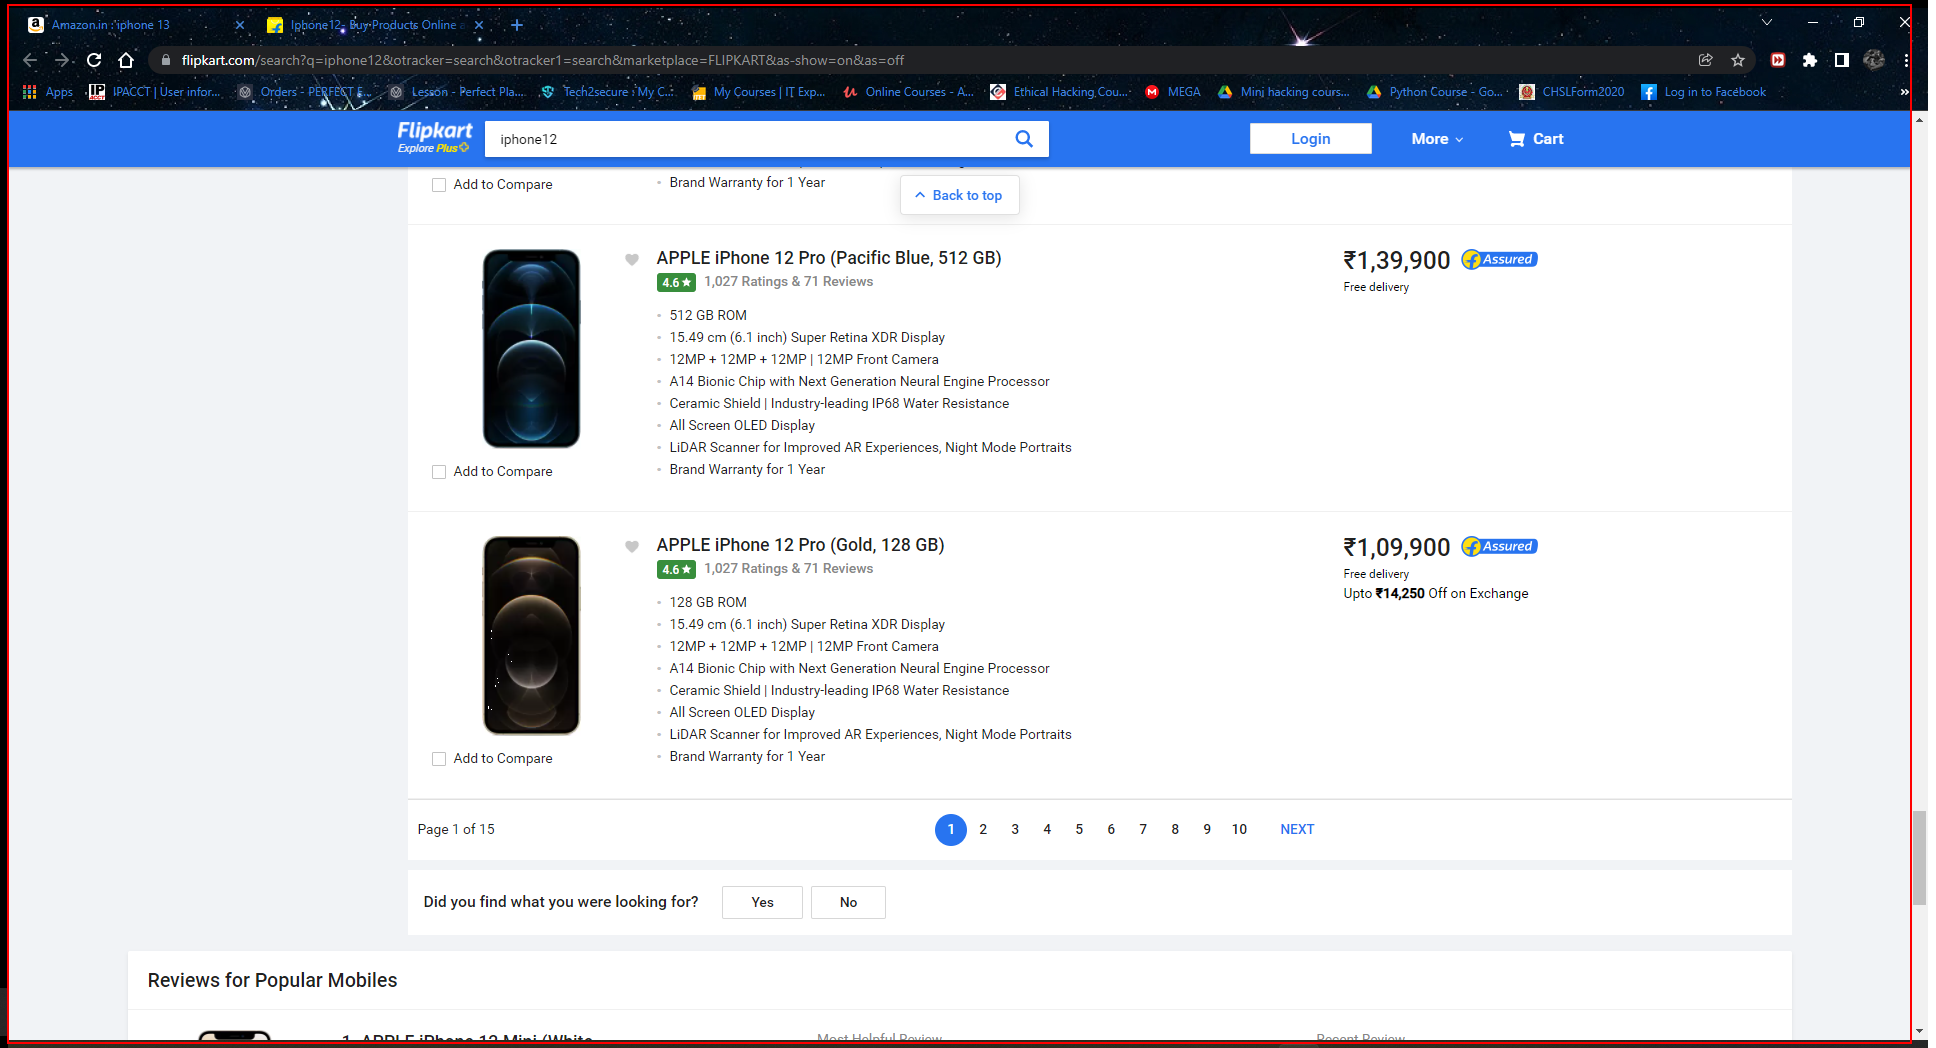 Amazon.in : iphone 13
Iphone12- Buy Products Online a
flipkart.com/search?q=iphone12&otracker=search&otracker1=search&marketplace=FLIPKART&as-show=on&as=off
Apps IPACCT | User infor... Orders - PERFECT E... Lesson - Perfect Pla... Tech2secure : My C... My Courses | IT Exp... Online Courses - A... Ethical Hacking Cou... MEGA Mini hacking cours... Python Course - Go... CHSLForm2020 Log in to Facebook »
Flipkart
Explore Plus
iphone12
Login
More
Cart
Add to Compare
Brand Warranty for 1 Year
Back to top
APPLE iPhone 12 Pro (Pacific Blue, 512 GB)
4.6★ 1,027 Ratings & 71 Reviews
512 GB ROM
15.49 cm (6.1 inch) Super Retina XDR Display
12MP + 12MP + 12MP | 12MP Front Camera
A14 Bionic Chip with Next Generation Neural Engine Processor
Ceramic Shield | Industry-leading IP68 Water Resistance
All Screen OLED Display
LiDAR Scanner for Improved AR Experiences, Night Mode Portraits
Brand Warranty for 1 Year
₹1,39,900 Assured
Free delivery
Add to Compare
APPLE iPhone 12 Pro (Gold, 128 GB)
4.6★ 1,027 Ratings & 71 Reviews
128 GB ROM
15.49 cm (6.1 inch) Super Retina XDR Display
12MP + 12MP + 12MP | 12MP Front Camera
A14 Bionic Chip with Next Generation Neural Engine Processor
Ceramic Shield | Industry-leading IP68 Water Resistance
All Screen OLED Display
LiDAR Scanner for Improved AR Experiences, Night Mode Portraits
Brand Warranty for 1 Year
₹1,09,900 Assured
Free delivery
Upto ₹14,250 Off on Exchange
Add to Compare
Page 1 of 15
1 2 3 4 5 6 7 8 9 10 NEXT
Did you find what you were looking for? Yes No
Reviews for Popular Mobiles
1. APPLE iPhone 12 Mini (White,
Most Helpful Review
Recent Review